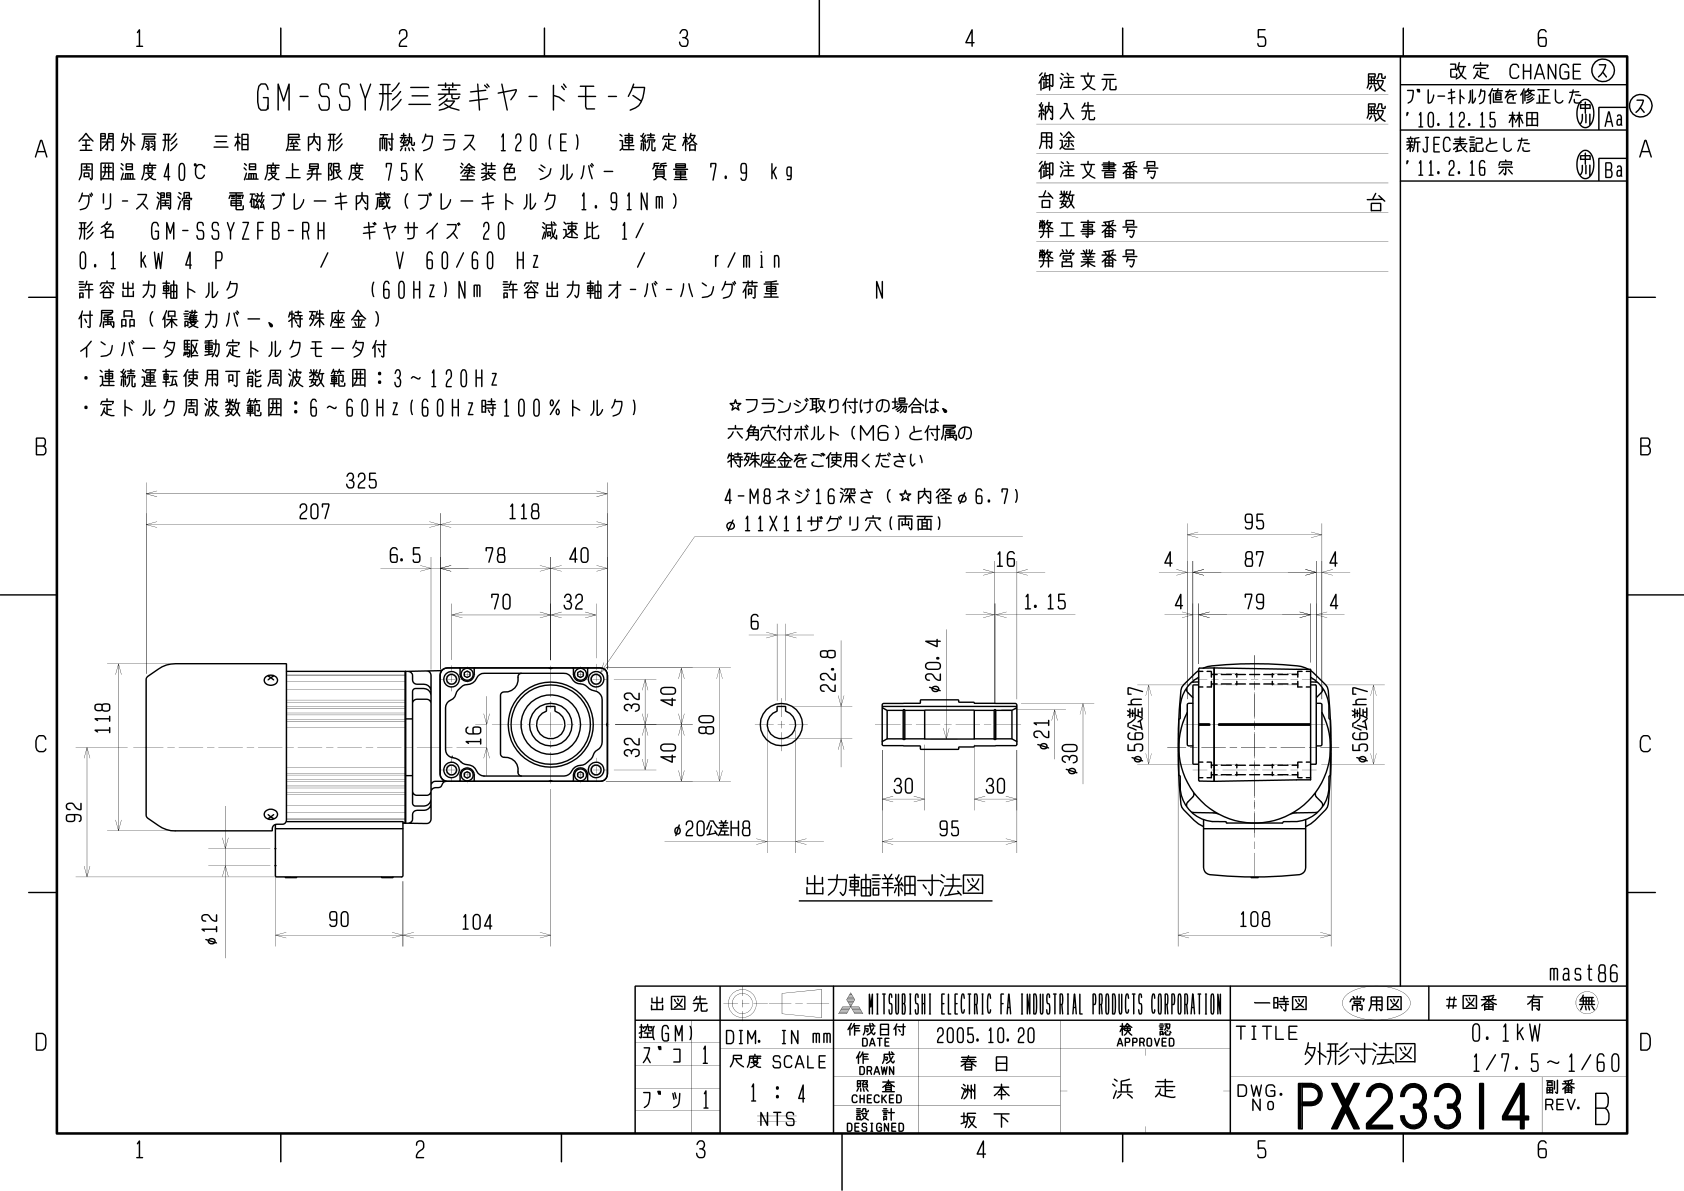 1 2 3 4 5 6
A
B
C
D
GM-SSY形三菱ギヤ-ドモ-タ
全閉外扇形 三相 屋内形 耐熱クラス 120(E) 連続定格
周囲温度40℃ 温度上昇限度 75K 塗装色 シルバ- 質量 7.9 kg
グリ-ス潤滑 電磁ブレーキ内蔵(ブレーキトルク 1.91Nm)
形名 GM-SSYZFB-RH ギヤサイズ 20 減速比 1/
0.1 kW 4 P / V 60/60 Hz / r/min
許容出力軸トルク (60Hz)Nm 許容出力軸オ-バ-ハング荷重 N
付属品(保護カバー、特殊座金)
インバータ駆動定トルクモータ付
・連続運転使用可能周波数範囲:3~120Hz
・定トルク周波数範囲:6~60Hz(60Hz時100%トルク)
御注文元 殿
納入先 殿
用途
御注文書番号
台数 台
弊工事番号
弊営業番号
改定 CHANGE ス
ブレーキトルク値を修正した
'10.12.15 林田 Aa ス
新JEC表記とした
'11.2.16 宗 Ba
A
B
C
D
☆フランジ取り付けの場合は、
六角穴付ボルト(M6)と付属の
特殊座金をご使用ください
4-M8ネジ16深さ(☆内径φ6.7)
φ11X11ザグリ穴(両面)
325
207 118
6.5 78 40
70 32
118
92
16
32 40
32 40
80
φ12
90 104
6
22.8
φ20公差H8
16
1.15
φ20.4
φ21
φ30
30 30
95
出力軸詳細寸法図
95
4 87 4
4 79 4
φ56公差h7
φ56公差h7
108
mast86
出図先
控(GM)
ズコ 1
ブツ 1
DIM. IN mm
尺度 SCALE
1 : 4
NTS
MITSUBISHI ELECTRIC FA INDUSTRIAL PRODUCTS CORPORATION
作成日付
DATE
2005.10.20
作 成
DRAWN
春 日
照 査
CHECKED
洲 本
設 計
DESIGNED
坂 下
検 認
APPROVED
浜 走
一時図 常用図 #図番 有 無
TITLE
外形寸法図
0.1kW
1/7.5~1/60
DWG.
No
PX23314
副番
REV.
B
1 2 3 4 5 6